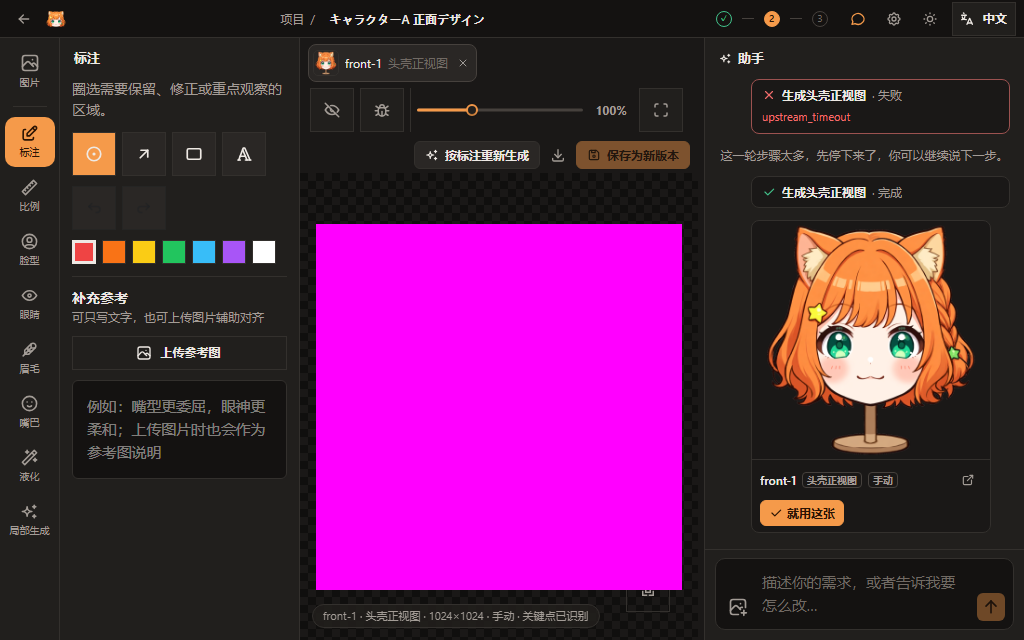 项目 / キャラクターA 正面デザイン
2
3
中文
图片
标注
比例
脸型
眼睛
眉毛
嘴巴
液化
局部生成
标注
圈选需要保留、修正或重点观察的
区域。
A
补充参考
可只写文字，也可上传图片辅助对齐
上传参考图
例如：嘴型更委屈，眼神更
柔和；上传图片时也会作为
参考图说明
front-1 头壳正视图
100%
按标注重新生成
保存为新版本
front-1 · 头壳正视图 · 1024×1024 · 手动 · 关键点已识别
助手
生成头壳正视图 · 失败
upstream_timeout
这一轮步骤太多，先停下来了，你可以继续说下一步。
生成头壳正视图 · 完成
front-1 头壳正视图 手动
就用这张
描述你的需求，或者告诉我要
怎么改...